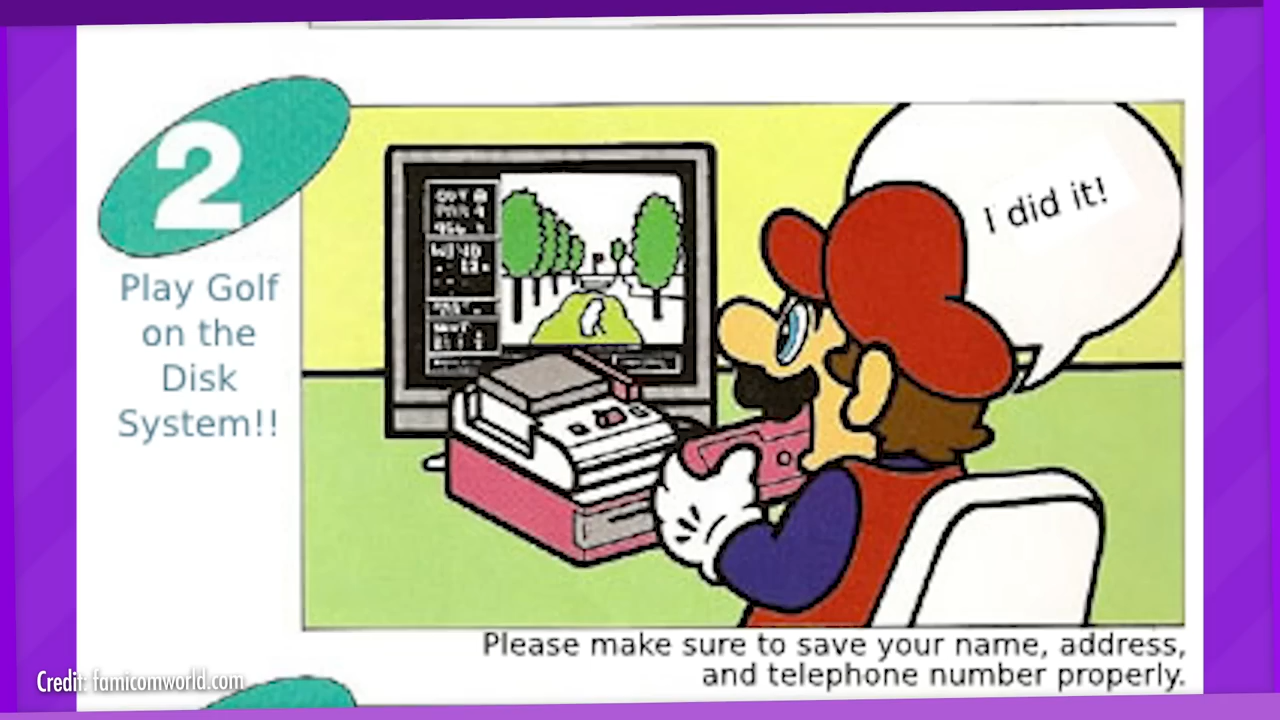 2
Play Golf
on the
Disk
System!!
I did it!
WIND
Please make sure to save your name, address,
and telephone number properly.
Credit: famicomworld.com